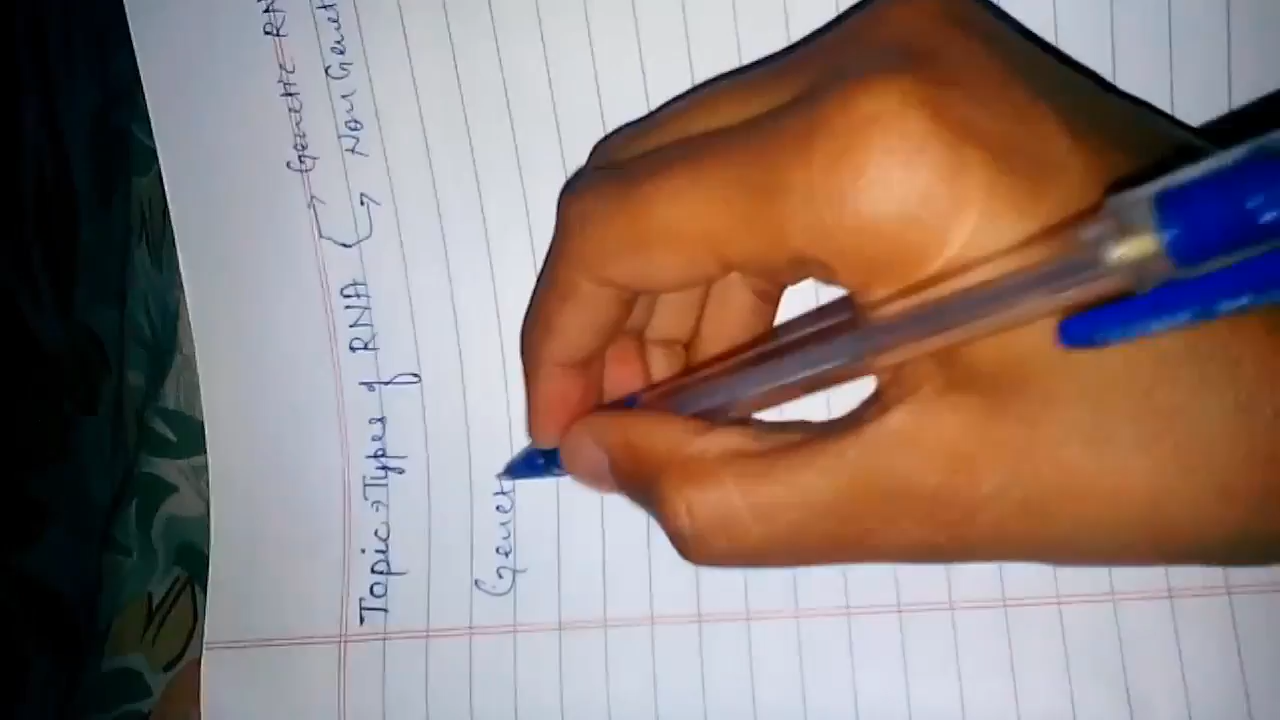 → Genetic RN
Topic → Types of RNA { → Non Genet
Genet